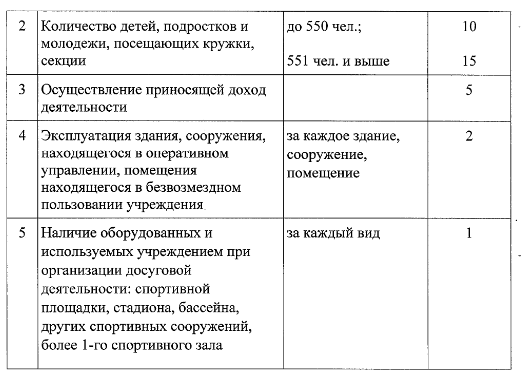 2 Количество детей, подростков и до 550 чел.; 10
молодежи, посещающих кружки,
секции 551 чел. и выше 15
3 Осуществление приносящей доход 5
деятельности
4 Эксплуатация здания, сооружения, за каждое здание, 2
находящегося в оперативном сооружение,
управлении, помещения помещение
находящегося в безвозмездном
пользовании учреждения
5 Наличие оборудованных и за каждый вид 1
используемых учреждением при
организации досуговой
деятельности: спортивной
площадки, стадиона, бассейна,
других спортивных сооружений,
более 1-го спортивного зала